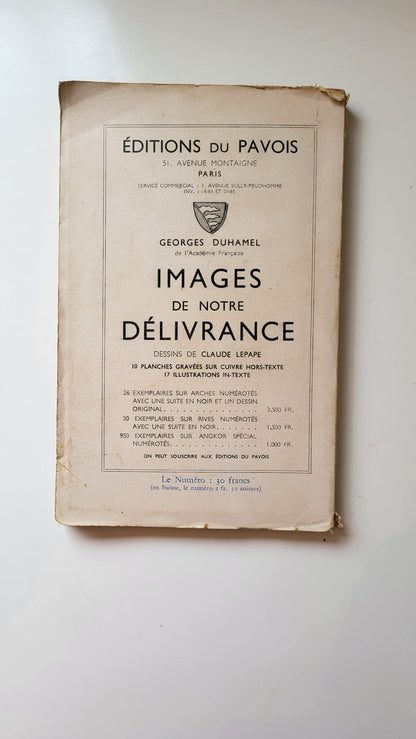 ÉDITIONS DU PAVOIS
51, AVENUE MONTAIGNE
PARIS
SERVICE COMMERCIAL : 7, AVENUE SULLY-PRUDHOMME
GEORGES DUHAMEL
de l'Académie Française
IMAGES
DE NOTRE
DÉLIVRANCE
DESSINS DE CLAUDE LEPAPE
10 PLANCHES GRAVÉES SUR CUIVRE HORS-TEXTE
17 ILLUSTRATIONS IN-TEXTE
26 EXEMPLAIRES SUR ARCHES NUMÉROTÉS
AVEC UNE SUITE EN NOIR ET UN DESSIN
ORIGINAL . . . . . . . . . . . . . . . . . 3.500 FR.
50 EXEMPLAIRES SUR RIVES NUMÉROTÉS
AVEC UNE SUITE EN NOIR . . . . . . . 1.500 FR.
950 EXEMPLAIRES SUR ANGKOR SPÉCIAL
NUMÉROTÉS . . . . . . . . . . . . . . . . 1.000 FR.
ON PEUT SOUSCRIRE AUX ÉDITIONS DU PAVOIS
Le Numéro : 30 francs
(en Suisse, le numéro 2 fr. 50 suisses)